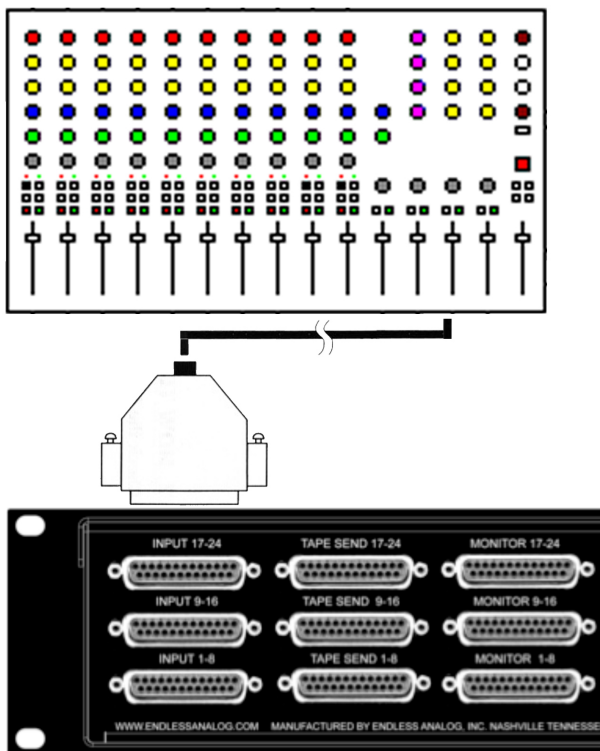 INPUT 17-24 TAPE SEND 17-24 MONITOR 17-24
INPUT 9-16 TAPE SEND 9-16 MONITOR 9-16
INPUT 1-8 TAPE SEND 1-8 MONITOR 1-8
WWW.ENDLESSANALOG.COM MANUFACTURED BY ENDLESS ANALOG, INC. NASHVILLE TENNESSE